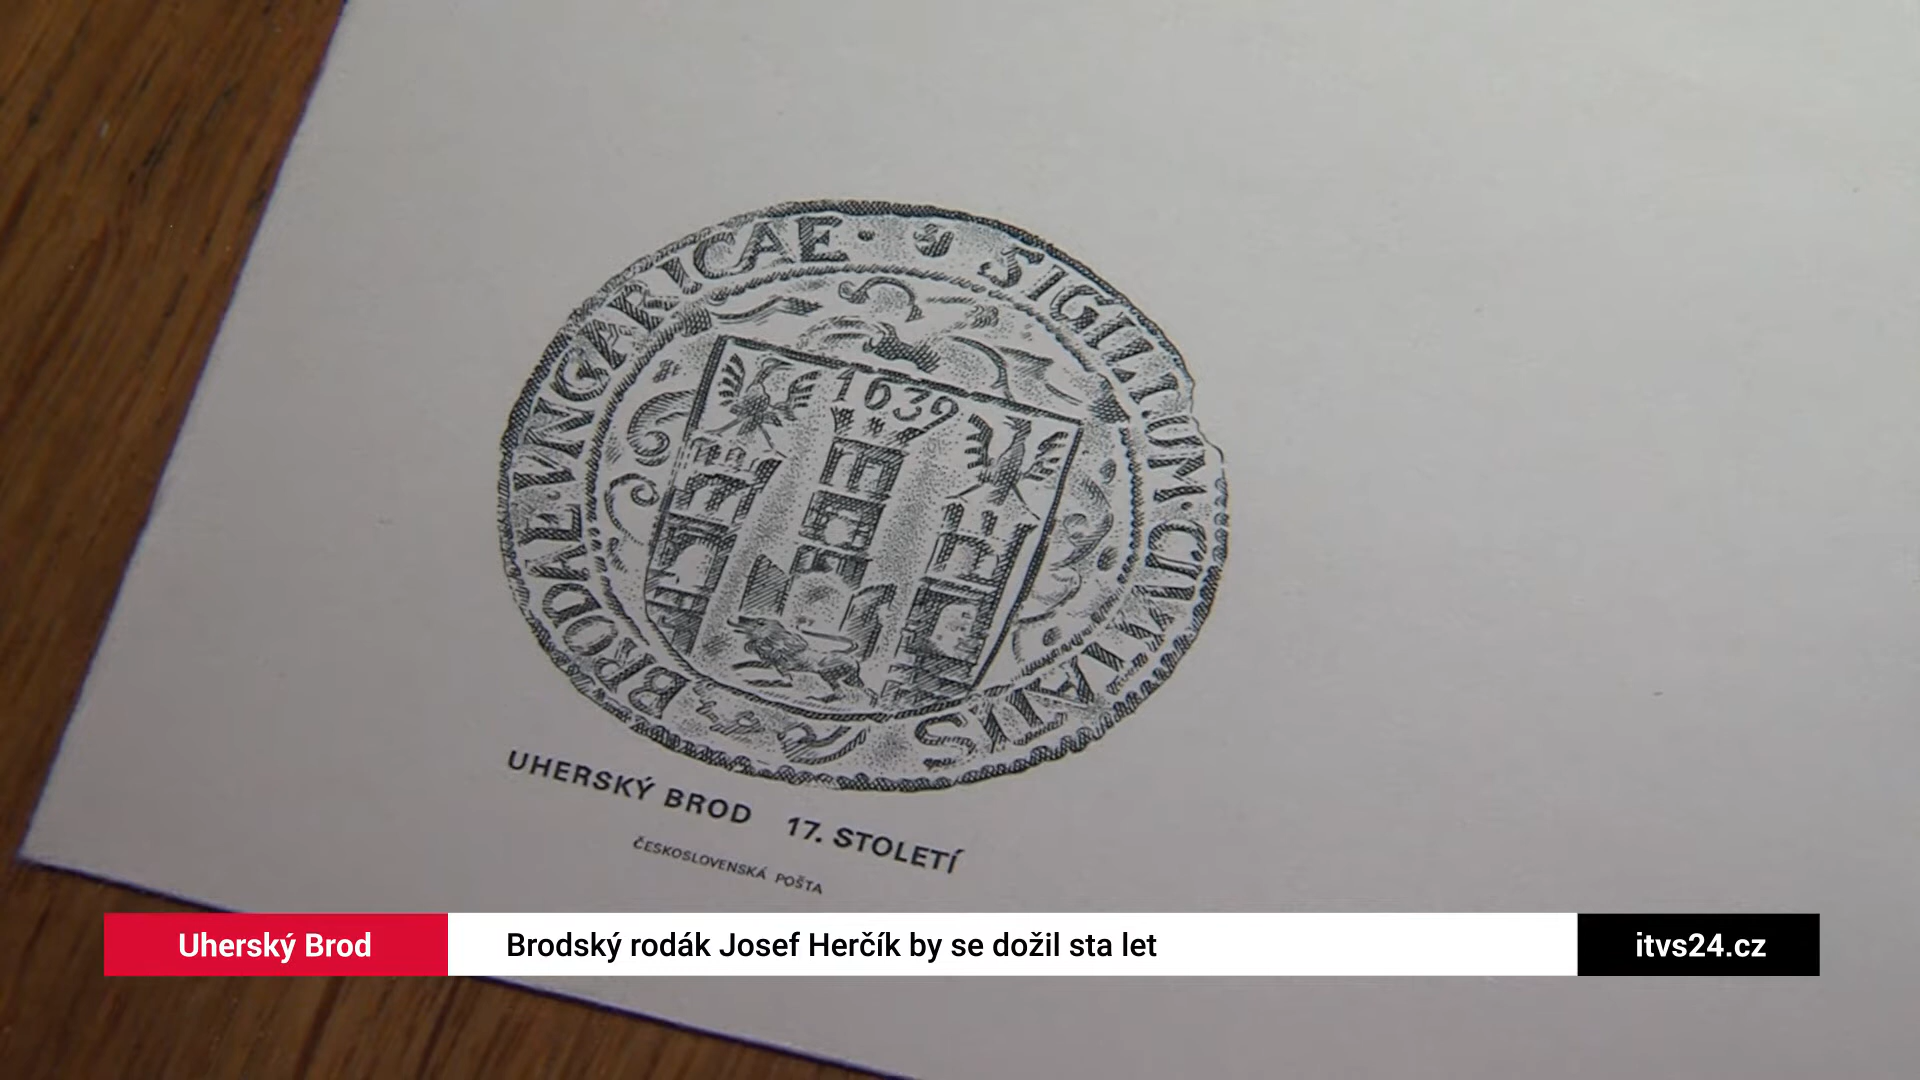 SIGILLUM · CIVITATIS
BRODAE · VNGARICAE ·
1639
UHERSKÝ BROD 17. STOLETÍ
ČESKOSLOVENSKÁ POŠTA
Uherský Brod
Brodský rodák Josef Herčík by se dožil sta let
itvs24.cz